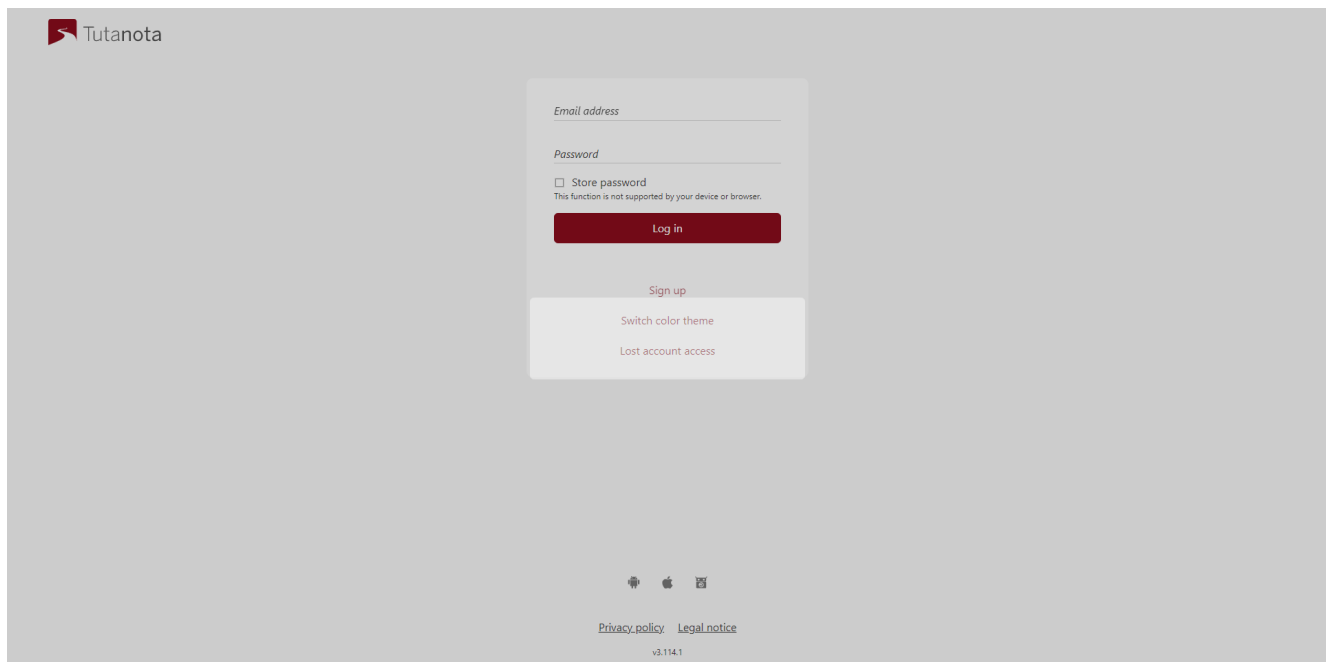 Tutanota
Email address
Password
Store password
This function is not supported by your device or browser.
Log in
Sign up
Switch color theme
Lost account access
Privacy policy Legal notice
v3.114.1